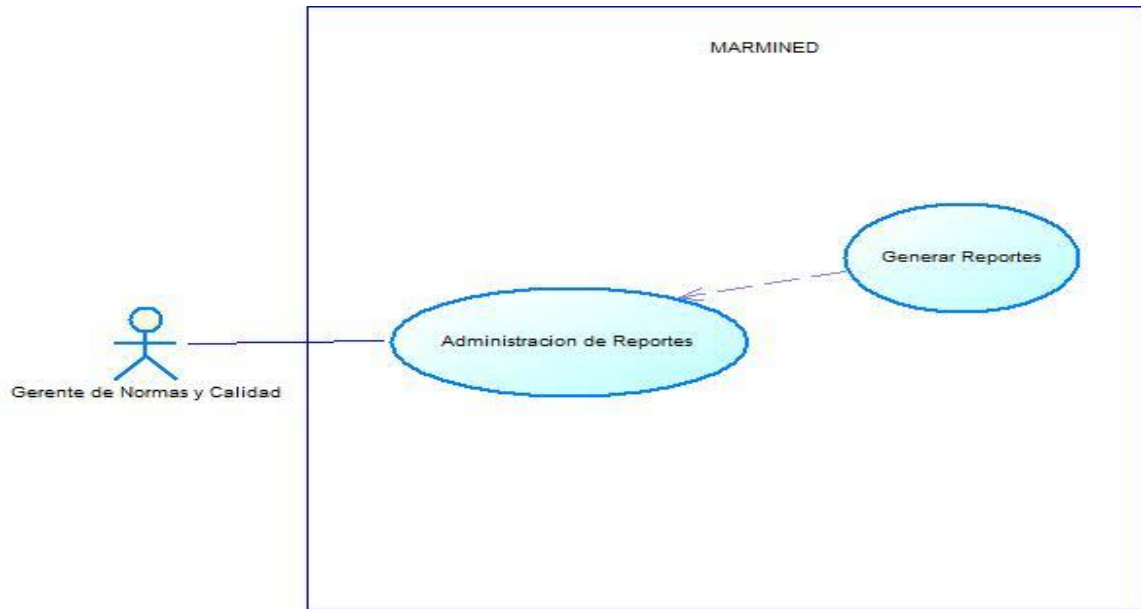 MARMINED
Generar Reportes
Administracion de Reportes
Gerente de Normas y Calidad